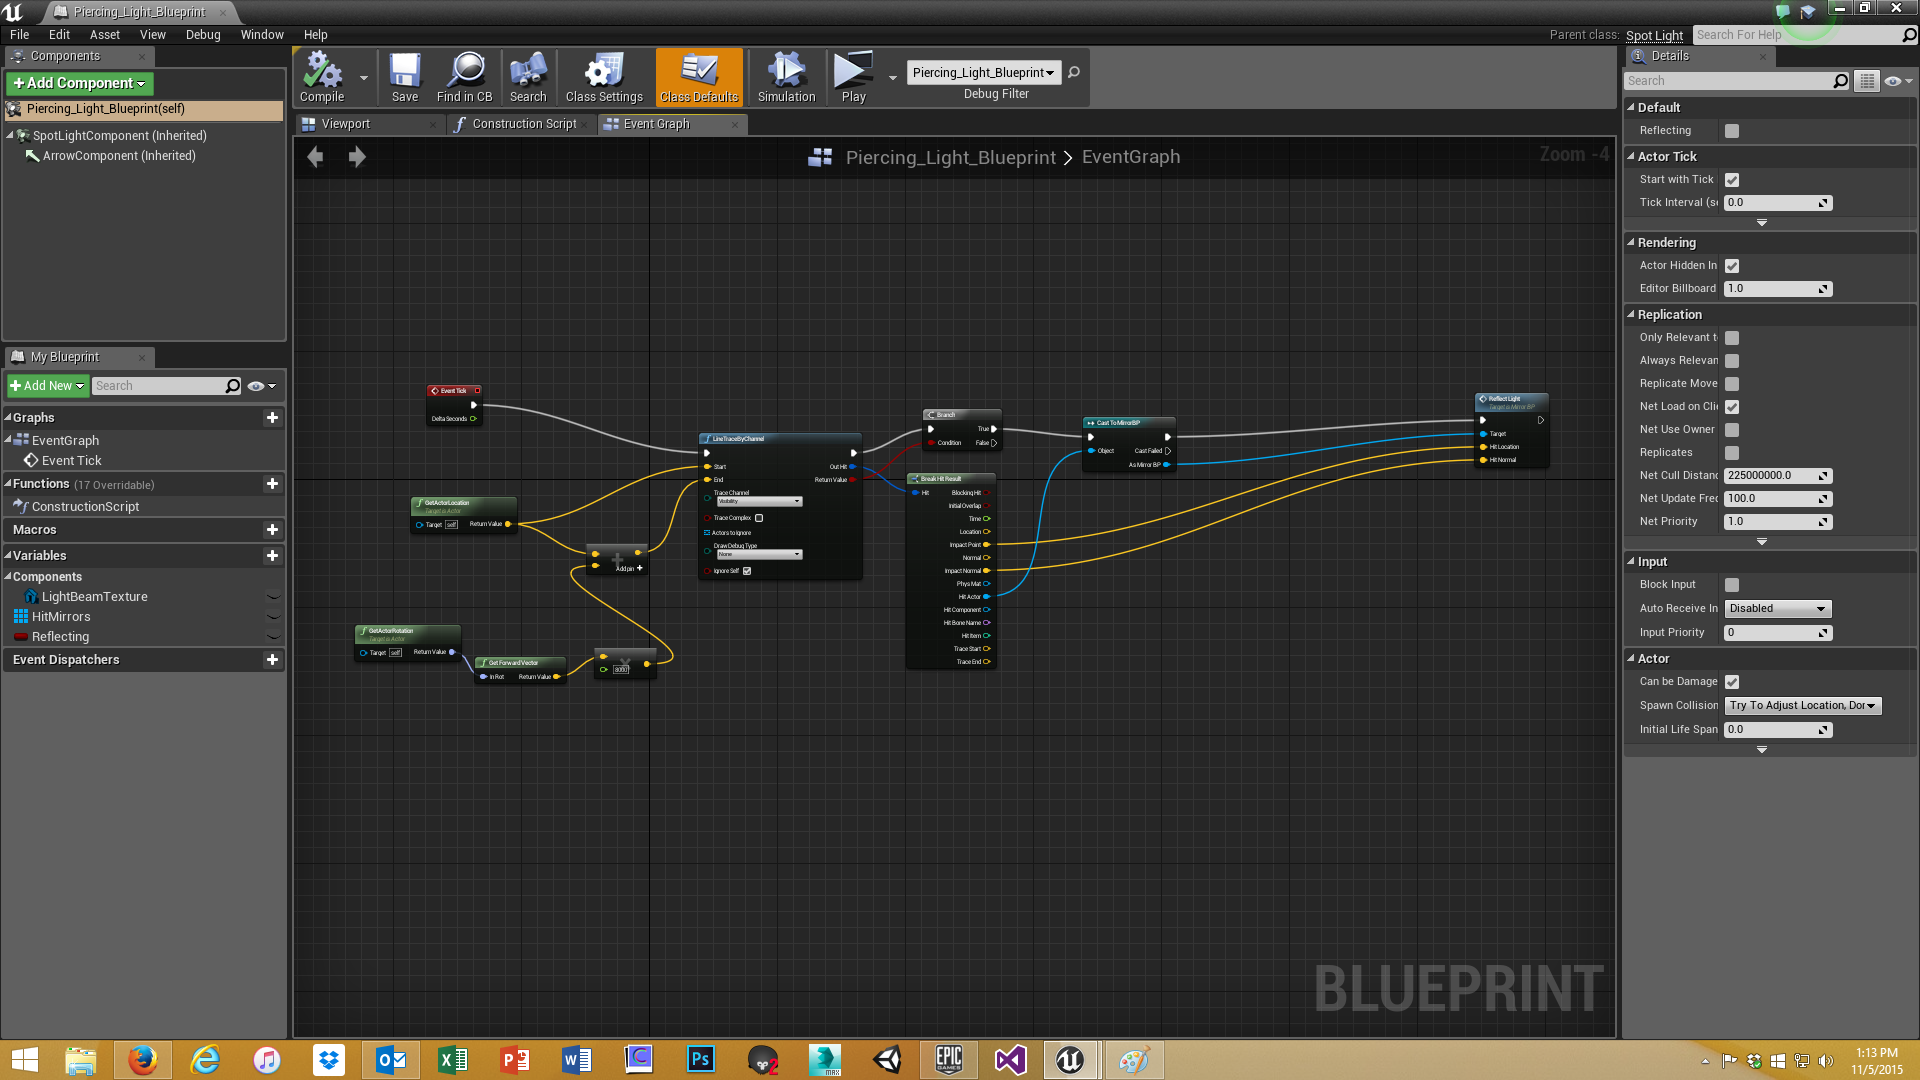 Piercing_Light_Blueprint
File Edit Asset View Debug Window Help
Parent class: Spot Light Search For Help
Components
+Add Component
Piercing_Light_Blueprint(self)
SpotLightComponent (Inherited)
ArrowComponent (Inherited)
Compile Save Find in CB Search Class Settings Class Defaults Simulation Play
Piercing_Light_Blueprint
Debug Filter
Viewport Construction Script Event Graph
Piercing_Light_Blueprint > EventGraph
Zoom -4
My Blueprint
+Add New Search
Graphs
EventGraph
Event Tick
Functions (17 Overridable)
ConstructionScript
Macros
Variables
Components
LightBeamTexture
HitMirrors
Reflecting
Event Dispatchers
Event Tick
Delta Seconds
GetActorLocation
Target is Actor
Target self Return Value
GetActorRotation
Target is Actor
Target self Return Value
Get Forward Vector
In Rot Return Value
Add pin +
8000
LineTraceByChannel
Start Out Hit
End Return Value
Trace Channel
Visibility
Trace Complex
Actors to Ignore
Draw Debug Type
None
Ignore Self
Branch
True
Condition False
Break Hit Result
Hit Blocking Hit
Initial Overlap
Time
Location
Impact Point
Normal
Impact Normal
Phys Mat
Hit Actor
Hit Component
Hit Bone Name
Hit Item
Trace Start
Trace End
Cast To MirrorBP
Object Cast Failed
As Mirror BP
Reflect Light
Target is Mirror BP
Target
Hit Location
Hit Normal
BLUEPRINT
Details
Search
Default
Reflecting
Actor Tick
Start with Tick
Tick Interval (se 0.0
Rendering
Actor Hidden In
Editor Billboard 1.0
Replication
Only Relevant t
Always Relevan
Replicate Move
Net Load on Cli
Net Use Owner
Replicates
Net Cull Distanc 225000000.0
Net Update Frec 100.0
Net Priority 1.0
Input
Block Input
Auto Receive In Disabled
Input Priority 0
Actor
Can be Damage
Spawn Collision Try To Adjust Location, Dor
Initial Life Span 0.0
EPIC GAMES
Ps
MAX
1:13 PM
11/5/2015